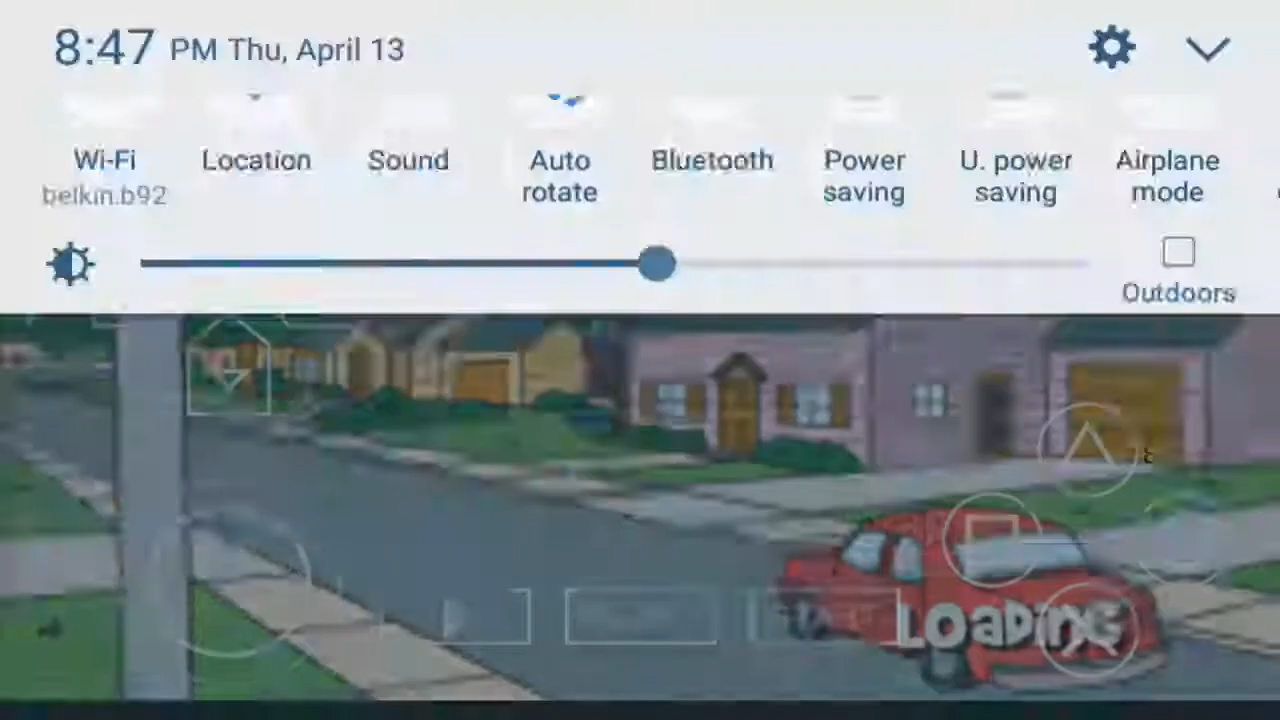 8:47 PM Thu, April 13
Wi-Fi
belkin.b92
Location
Sound
Auto
rotate
Bluetooth
Power
saving
U. power
saving
Airplane
mode
Outdoors
LOADING